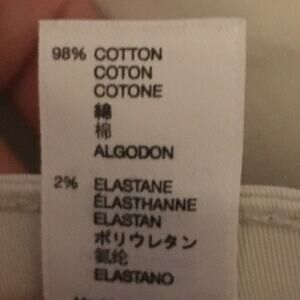 98% COTTON
COTON
COTONE
綿
棉
ALGODON
2% ELASTANE
ÉLASTHANNE
ELASTAN
ポリウレタン
氨纶
ELASTANO